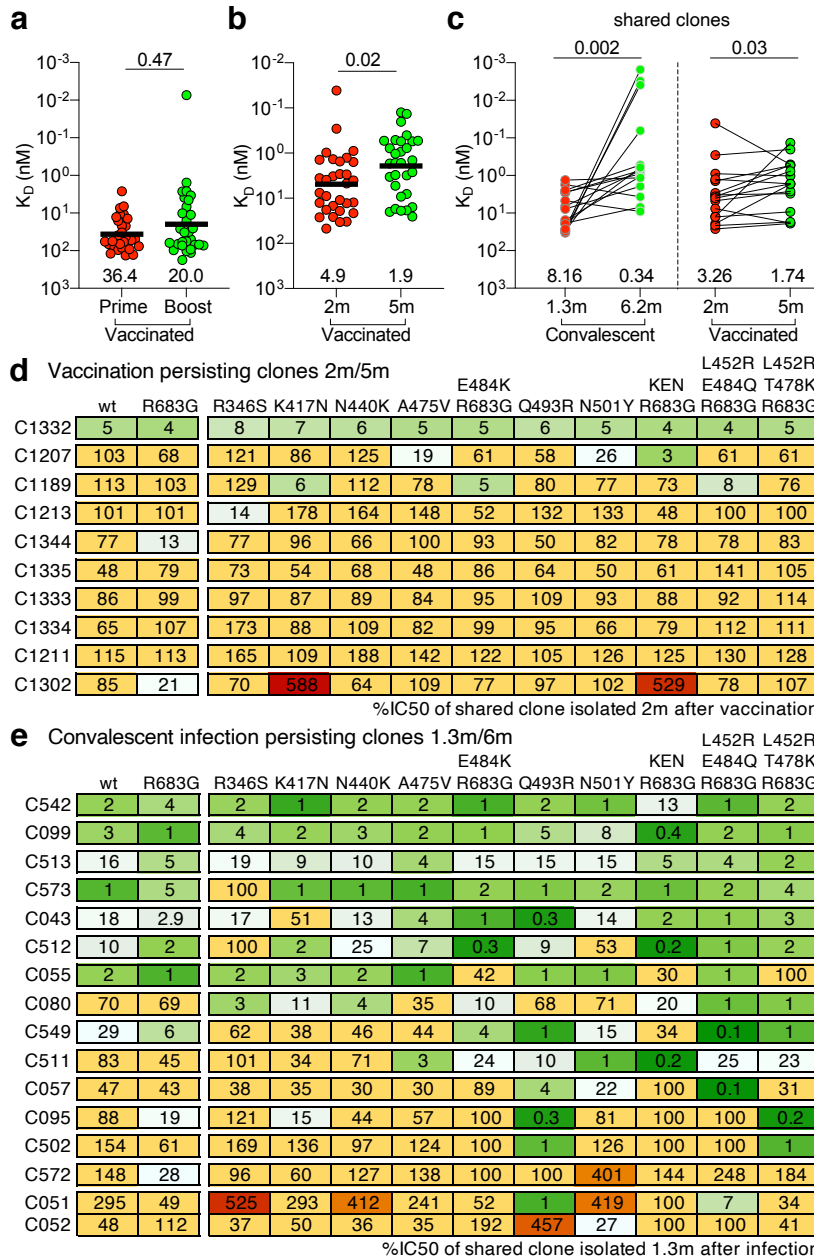 a
b
c
shared clones
0.47
0.02
0.002
0.03
10⁻³
10⁻²
10⁻¹
10⁰
10¹
10²
10³
K_D (nM)
36.4
20.0
Prime
Boost
Vaccinated
10⁻²
10⁻¹
10⁰
10¹
10²
10³
K_D (nM)
4.9
1.9
2m
5m
Vaccinated
10⁻³
10⁻²
10⁻¹
10⁰
10¹
10²
10³
K_D (nM)
8.16
0.34
3.26
1.74
1.3m
6.2m
2m
5m
Convalescent
Vaccinated
d Vaccination persisting clones 2m/5m
L452R L452R
E484K KEN E484Q T478K
wt R683G R346S K417N N440K A475V R683G Q493R N501Y R683G R683G R683G
C1332 5 4 8 7 6 5 5 6 5 4 4 5
C1207 103 68 121 86 125 19 61 58 26 3 61 61
C1189 113 103 129 6 112 78 5 80 77 73 8 76
C1213 101 101 14 178 164 148 52 132 133 48 100 100
C1344 77 13 77 96 66 100 93 50 82 78 78 83
C1335 48 79 73 54 68 48 86 64 50 61 141 105
C1333 86 99 97 87 89 84 95 109 93 88 92 114
C1334 65 107 173 88 109 82 99 95 66 79 112 111
C1211 115 113 165 109 188 142 122 105 126 125 130 128
C1302 85 21 70 588 64 109 77 97 102 529 78 107
%IC50 of shared clone isolated 2m after vaccination
e Convalescent infection persisting clones 1.3m/6m
L452R L452R
E484K KEN E484Q T478K
wt R683G R346S K417N N440K A475V R683G Q493R N501Y R683G R683G R683G
C542 2 4 2 1 2 2 1 2 1 13 1 2
C099 3 1 4 2 3 2 1 5 8 0.4 2 1
C513 16 5 19 9 10 4 15 15 15 5 4 2
C573 1 5 100 1 1 1 2 1 2 1 2 4
C043 18 2.9 17 51 13 4 1 0.3 14 2 1 3
C512 10 2 100 2 25 7 0.3 9 53 0.2 1 2
C055 2 1 2 3 2 1 42 1 1 30 1 100
C080 70 69 3 11 4 35 10 68 71 20 1 1
C549 29 6 62 38 46 44 4 1 15 34 0.1 1
C511 83 45 101 34 71 3 24 10 1 0.2 25 23
C057 47 43 38 35 30 30 89 4 22 100 0.1 31
C095 88 19 121 15 44 57 100 0.3 81 100 100 0.2
C502 154 61 169 136 97 124 100 1 126 100 100 1
C572 148 28 96 60 127 138 100 100 401 144 248 184
C051 295 49 525 293 412 241 52 1 419 100 7 34
C052 48 112 37 50 36 35 192 457 27 100 100 41
%IC50 of shared clone isolated 1.3m after infection